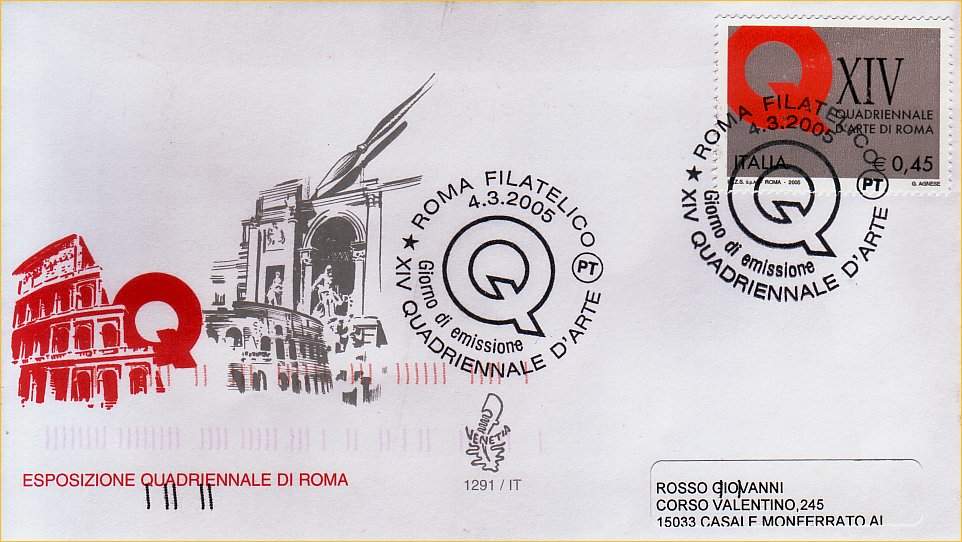 XIV
QUADRIENNALE
D'ARTE DI ROMA
ITALIA
€ 0,45
I.P.Z.S. S.p.A. - ROMA - 2005
G. AGNESE
ROMA FILATELICO
4.3.2005
PT
Giorno di emissione
★ XIV QUADRIENNALE D'ARTE
ROMA FILATELICO
4.3.2005
PT
Giorno di emissione
★ XIV QUADRIENNALE D'ARTE
VENETIA
1291 / IT
ESPOSIZIONE QUADRIENNALE DI ROMA
ROSSO GIOVANNI
CORSO VALENTINO,245
15033 CASALE MONFERRATO AL